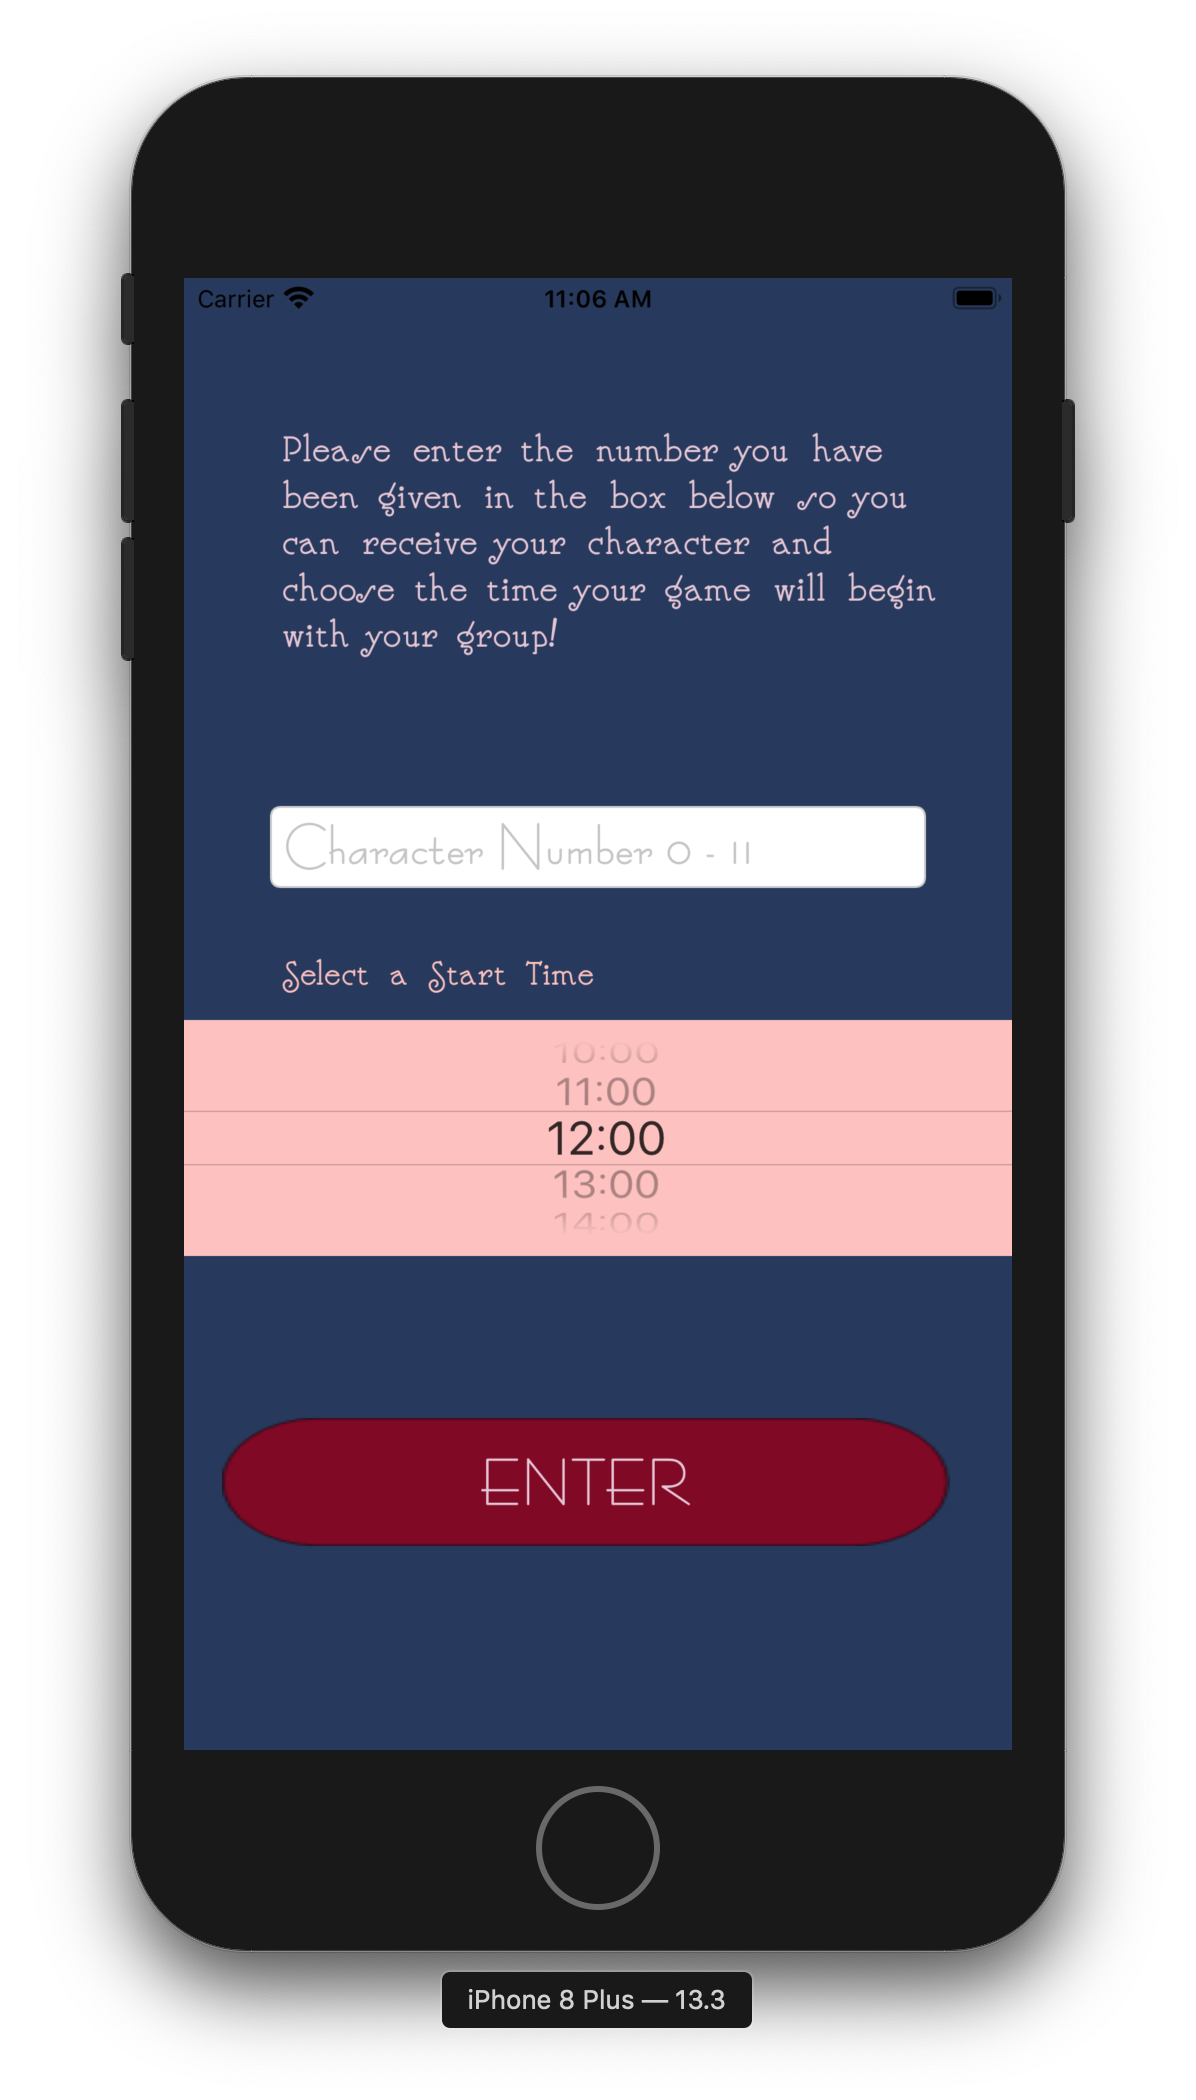 Carrier 11:06 AM
Please enter the number you have
been given in the box below so you
can receive your character and
choose the time your game will begin
with your group!
Character Number 0 - 11
Select a Start Time
10:00
11:00
12:00
13:00
14:00
ENTER
iPhone 8 Plus — 13.3